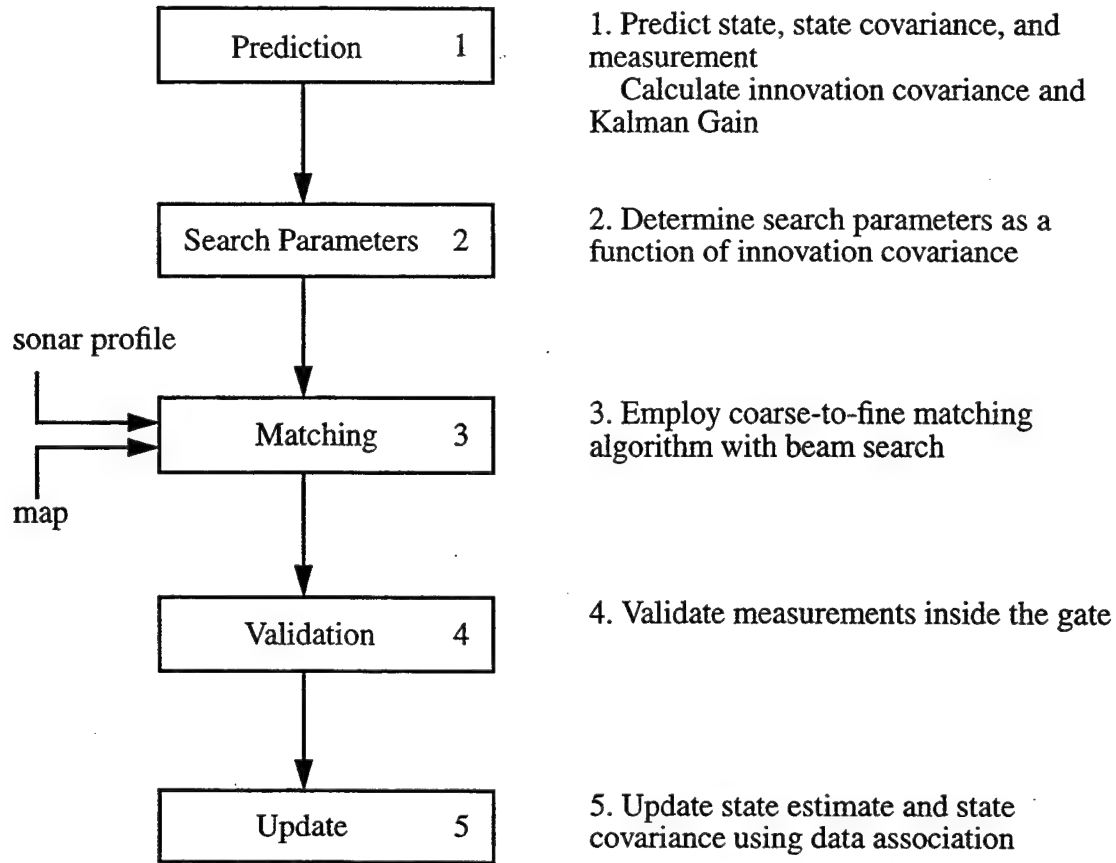 Prediction 1
1. Predict state, state covariance, and
measurement
Calculate innovation covariance and
Kalman Gain
Search Parameters 2
2. Determine search parameters as a
function of innovation covariance
sonar profile
Matching 3
3. Employ coarse-to-fine matching
algorithm with beam search
map
Validation 4
4. Validate measurements inside the gate
Update 5
5. Update state estimate and state
covariance using data association